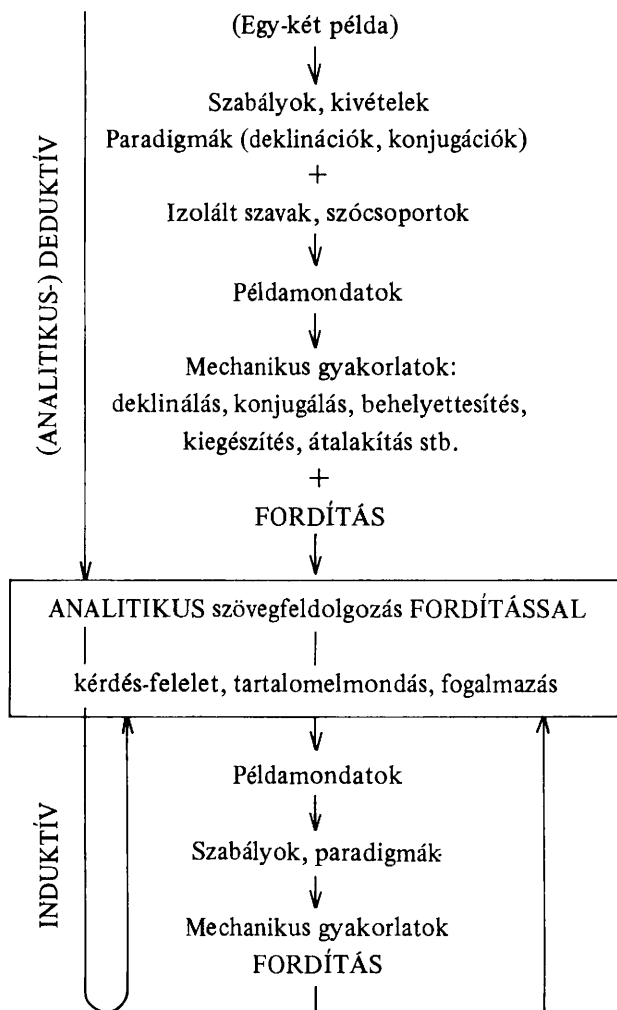 (Egy-két példa)
Szabályok, kivételek
Paradigmák (deklinációk, konjugációk)
+
Izolált szavak, szócsoportok
Példamondatok
Mechanikus gyakorlatok:
deklinálás, konjugálás, behelyettesítés,
kiegészítés, átalakítás stb.
+
FORDÍTÁS
(ANALITIKUS-) DEDUKTÍV
ANALITIKUS szövegfeldolgozás FORDÍTÁSSAL
kérdés-felelet, tartalomelmondás, fogalmazás
Példamondatok
Szabályok, paradigmák
Mechanikus gyakorlatok
FORDÍTÁS
INDUKTÍV